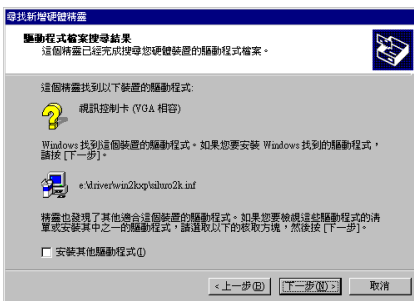 尋找新增硬體精靈
驅動程式檔案搜尋結果
這個精靈已經完成搜尋您硬體裝置的驅動程式檔案。
這個精靈找到以下裝置的驅動程式:
視訊控制卡 (VGA 相容)
Windows 找到這個裝置的驅動程式。如果您要安裝 Windows 找到的驅動程式，
請按 [下一步]。
e:\driver\win2kxp\siluro2k.inf
精靈也發現了其他適合這個裝置的驅動程式。如果您要檢視這些驅動程式的清
單或安裝其中之一的驅動程式，請選取以下的核取方塊，然後按 [下一步]。
安裝其他驅動程式(I)
< 上一步(B)
下一步(N) >
取消